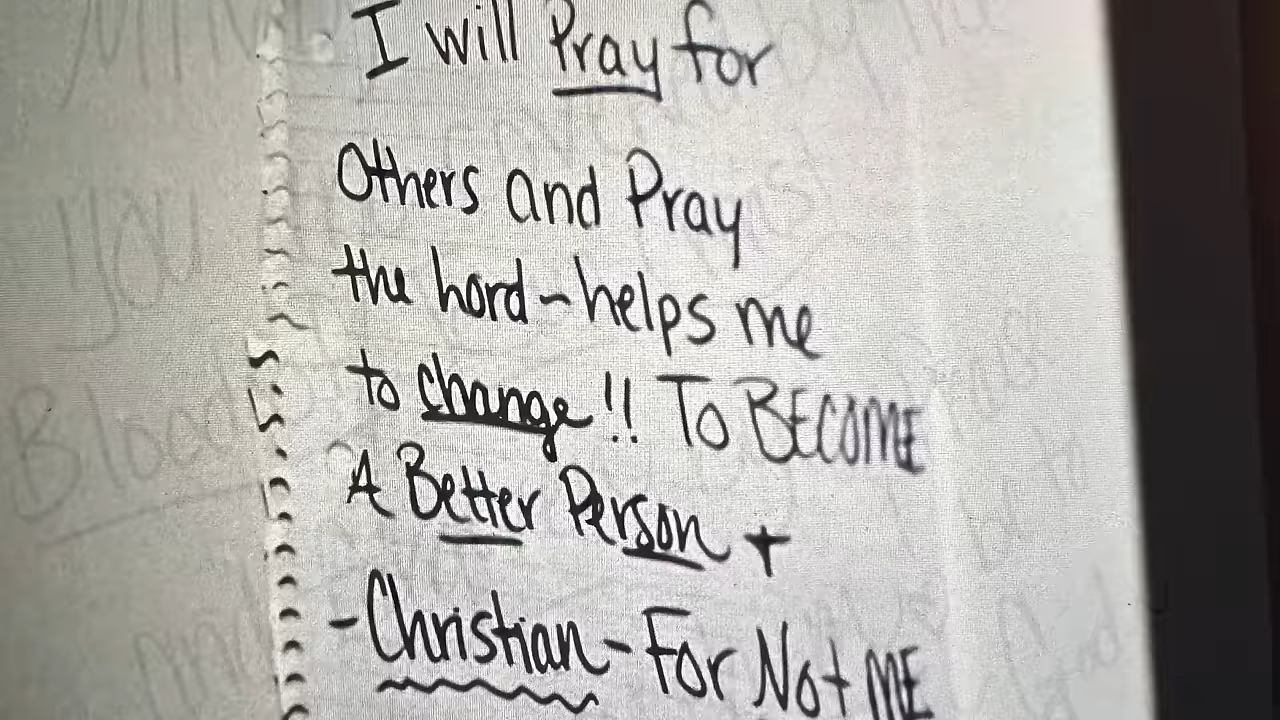 I will Pray for
Others and Pray
the Lord - helps me
to change!! To BECOME
A Better Person +
- Christian - For Not ME